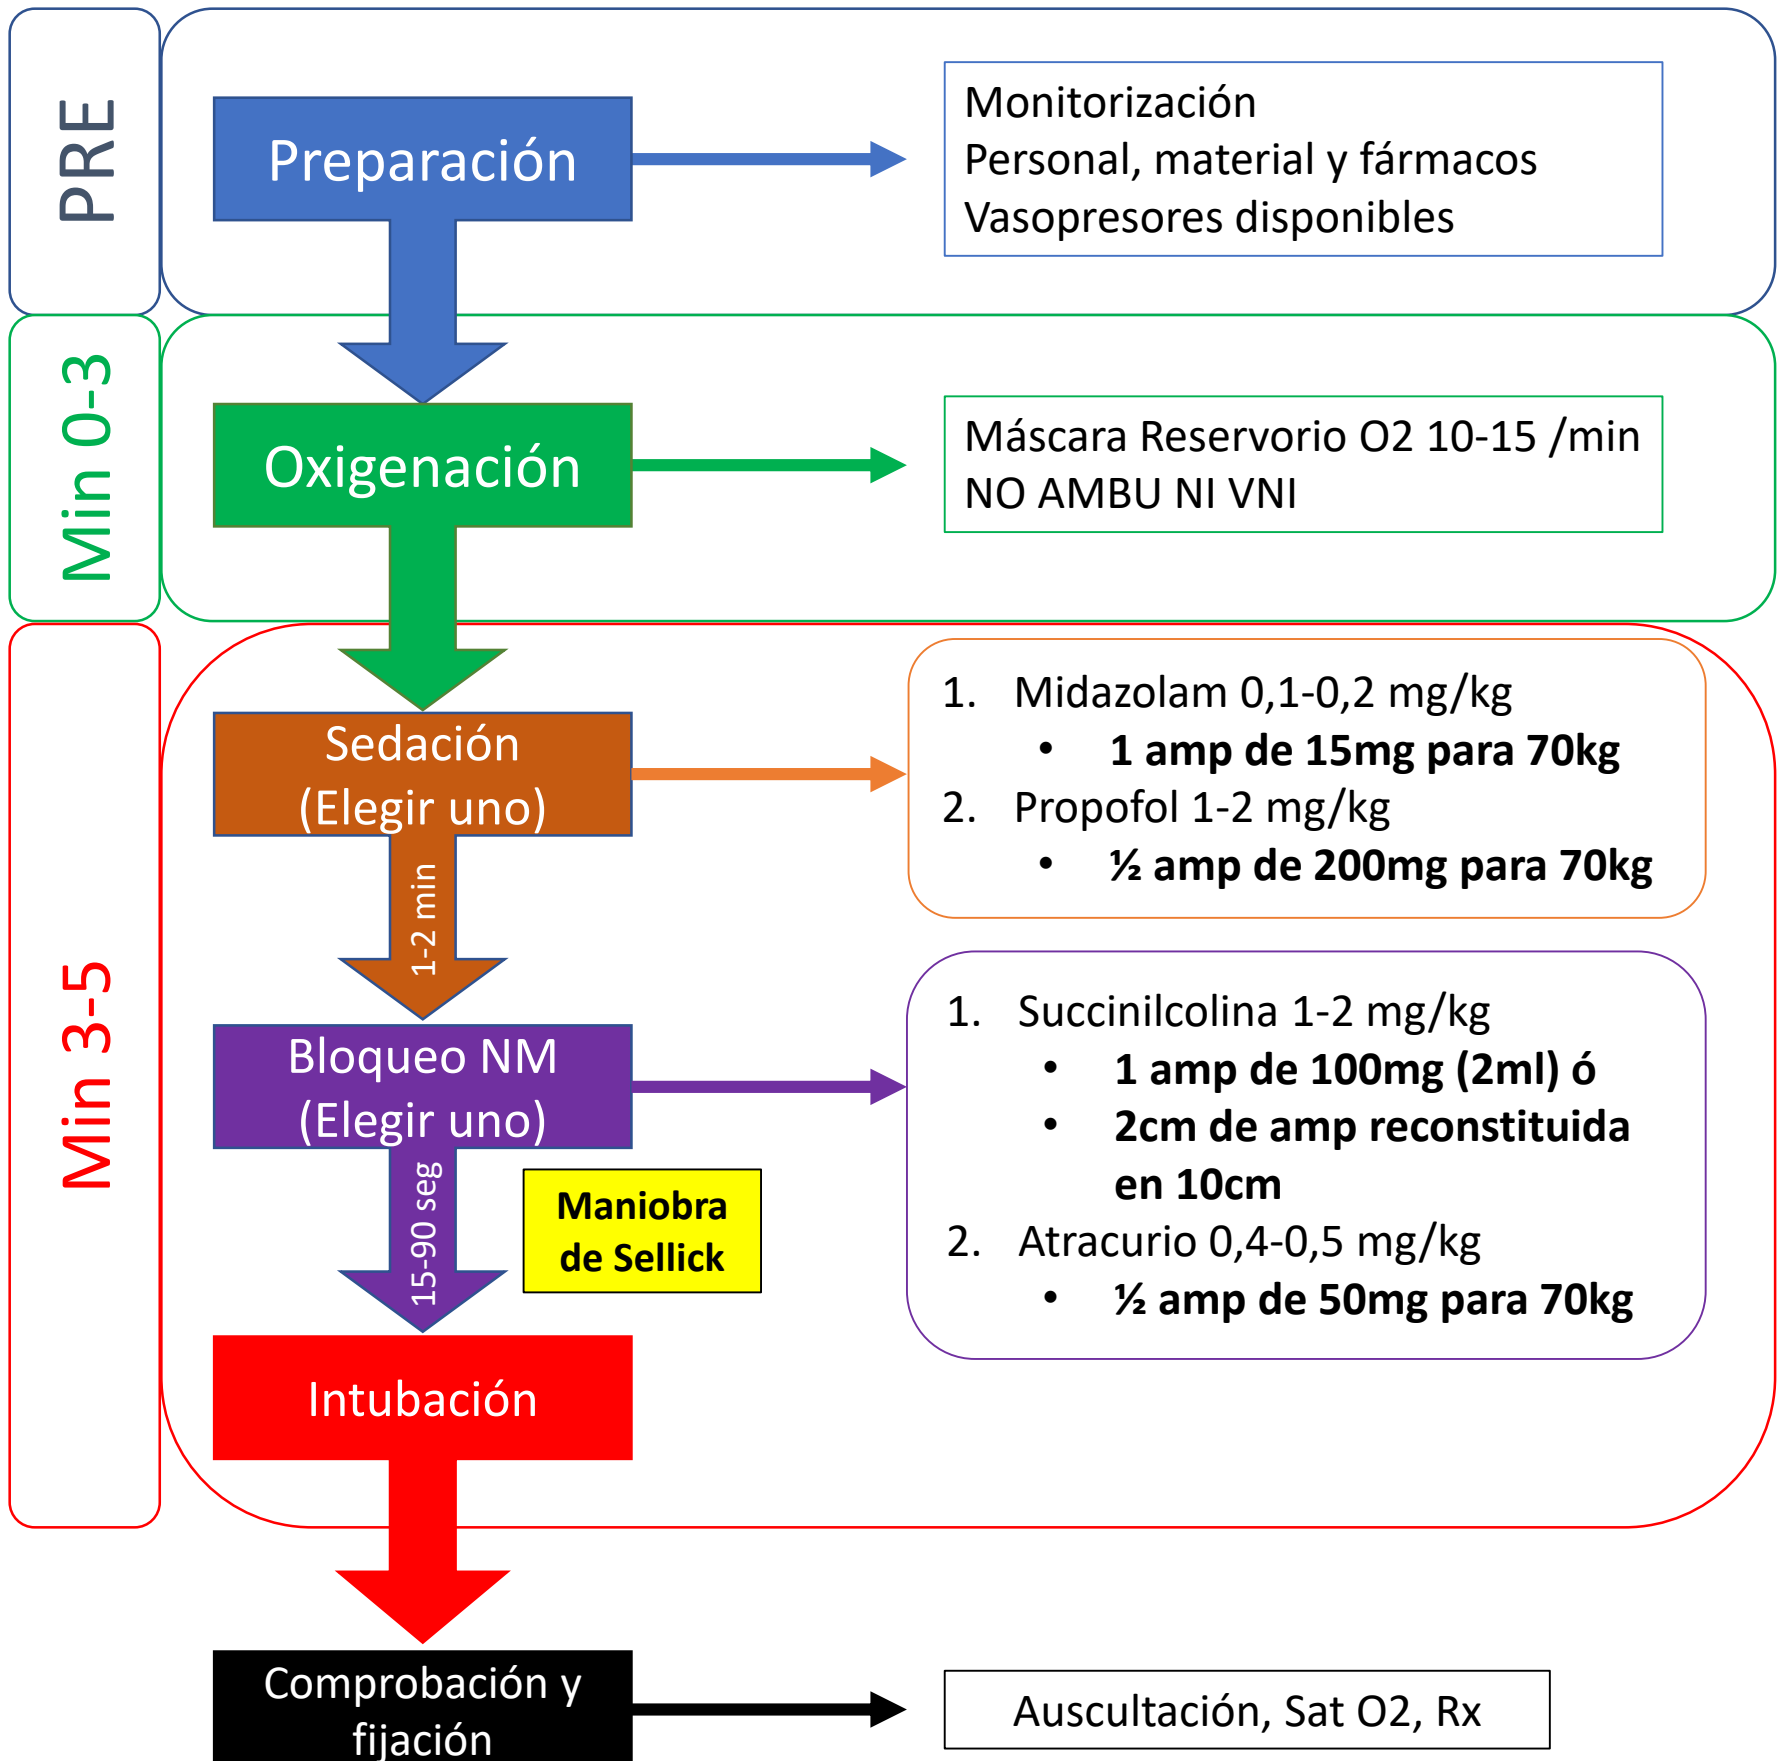 PRE
Preparación
Monitorización
Personal, material y fármacos
Vasopresores disponibles
Min 0-3
Oxigenación
Máscara Reservorio O2 10-15 /min
NO AMBU NI VNI
Min 3-5
Sedación
(Elegir uno)
1-2 min
1. Midazolam 0,1-0,2 mg/kg
• 1 amp de 15mg para 70kg
2. Propofol 1-2 mg/kg
• ½ amp de 200mg para 70kg
Bloqueo NM
(Elegir uno)
15-90 seg
Maniobra
de Sellick
1. Succinilcolina 1-2 mg/kg
• 1 amp de 100mg (2ml) ó
• 2cm de amp reconstituida
en 10cm
2. Atracurio 0,4-0,5 mg/kg
• ½ amp de 50mg para 70kg
Intubación
Comprobación y
fijación
Auscultación, Sat O2, Rx